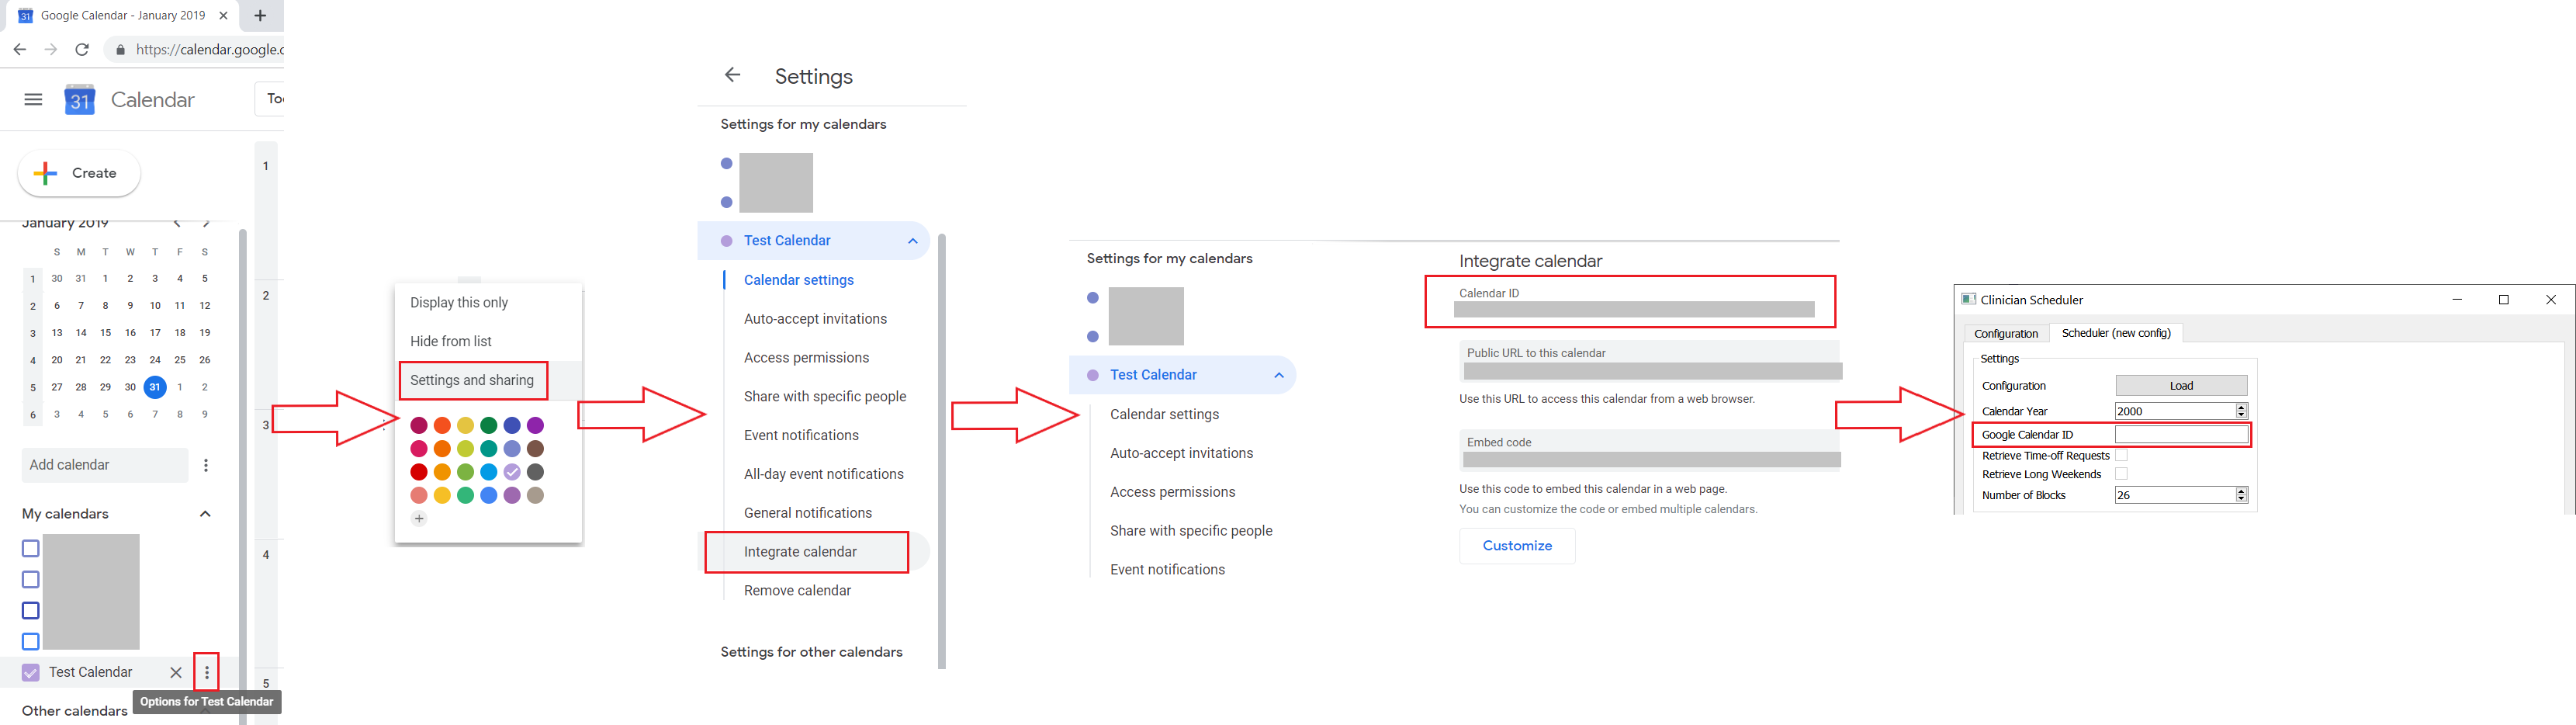 Google Calendar - January 2019
https://calendar.google.c
31 Calendar
Create
January 2019
S M T W T F S
1 30 31 1 2 3 4 5
2 6 7 8 9 10 11 12
3 13 14 15 16 17 18 19
4 20 21 22 23 24 25 26
5 27 28 29 30 31 1 2
6 3 4 5 6 7 8 9
Add calendar
My calendars
Test Calendar
Options for Test Calendar
Other calendars
1
2
3
4
5
Display this only
Hide from list
Settings and sharing
Settings
Settings for my calendars
Test Calendar
Calendar settings
Auto-accept invitations
Access permissions
Share with specific people
Event notifications
All-day event notifications
General notifications
Integrate calendar
Remove calendar
Settings for other calendars
Settings for my calendars
Test Calendar
Calendar settings
Auto-accept invitations
Access permissions
Share with specific people
Event notifications
Integrate calendar
Calendar ID
Public URL to this calendar
Use this URL to access this calendar from a web browser.
Embed code
Use this code to embed this calendar in a web page.
You can customize the code or embed multiple calendars.
Customize
Clinician Scheduler
Configuration Scheduler (new config)
Settings
Configuration Load
Calendar Year 2000
Google Calendar ID
Retrieve Time-off Requests
Retrieve Long Weekends
Number of Blocks 26